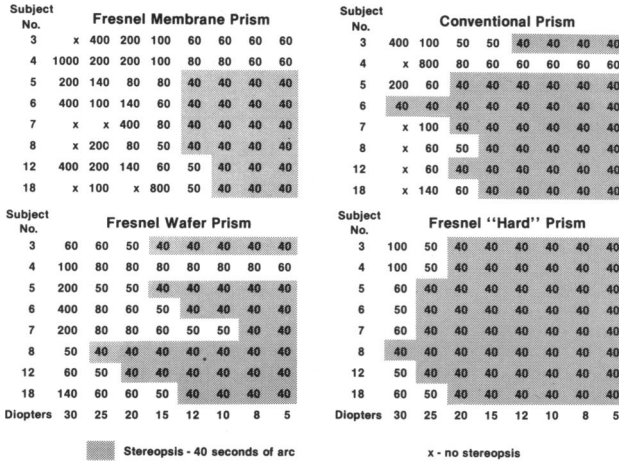 Subject No. Fresnel Membrane Prism
3 x 400 200 100 60 60 60 60
4 1000 200 200 100 80 80 60 60
5 200 140 80 80 40 40 40 40
6 400 100 140 60 40 40 40 40
7 x x 400 80 40 40 40 40
8 x 200 80 50 40 40 40 40
12 400 200 140 60 50 40 40 40
18 x 100 x 800 50 40 40 40
Subject No. Conventional Prism
3 400 100 50 50 40 40 40 40
4 x 800 80 60 60 60 60 60
5 200 60 40 40 40 40 40 40
6 40 40 40 40 40 40 40 40
7 x 100 40 40 40 40 40 40
8 x 60 50 40 40 40 40 40
12 x 60 40 40 40 40 40 40
18 x 140 60 40 40 40 40 40
Subject No. Fresnel Wafer Prism
3 60 60 50 40 40 40 40 40
4 100 80 80 80 80 80 80 60
5 200 50 50 40 40 40 40 40
6 400 80 60 50 40 40 40 40
7 200 80 80 60 50 50 40 40
8 50 40 40 40 40 40 40 40
12 60 50 40 40 40 40 40 40
18 140 60 60 50 40 40 40 40
Diopters 30 25 20 15 12 10 8 5
Subject No. Fresnel "Hard" Prism
3 100 50 40 40 40 40 40 40
4 100 50 40 40 40 40 40 40
5 60 40 40 40 40 40 40 40
6 50 40 40 40 40 40 40 40
7 60 40 40 40 40 40 40 40
8 40 40 40 40 40 40 40 40
12 50 40 40 40 40 40 40 40
18 60 50 40 40 40 40 40 40
Diopters 30 25 20 15 12 10 8 5
Stereopsis - 40 seconds of arc
x - no stereopsis